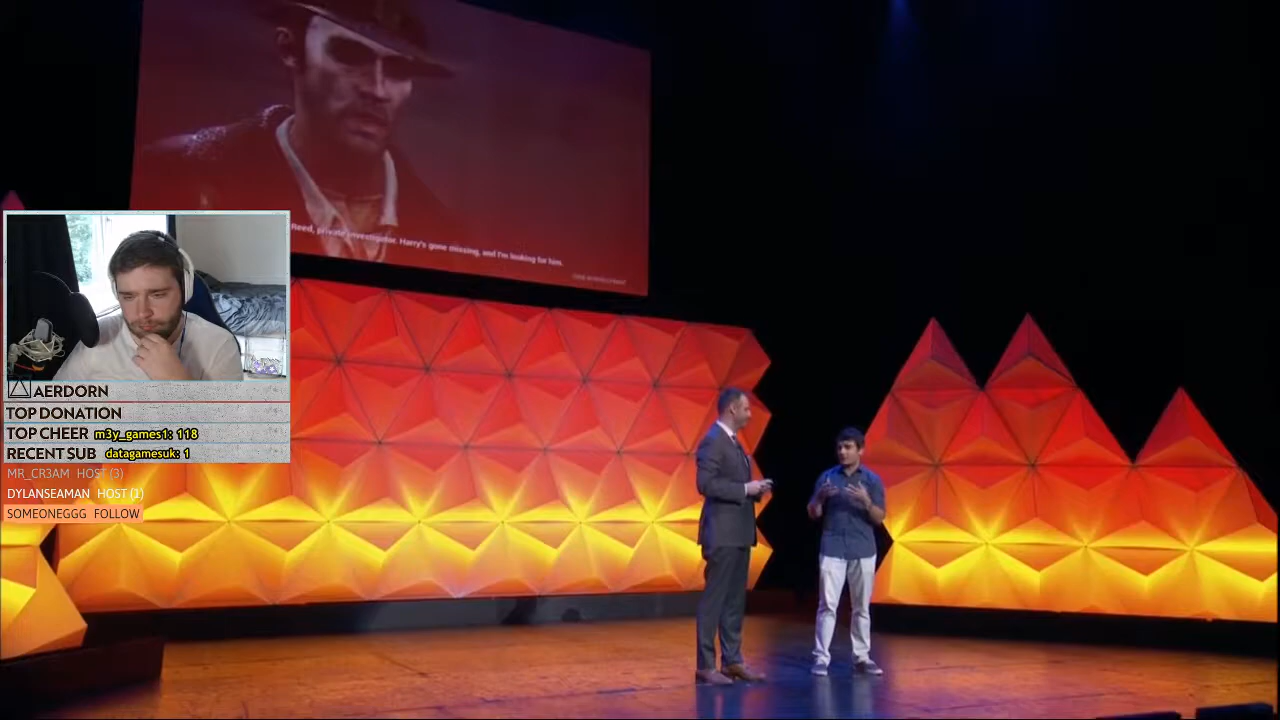 Reed, private investigator. Harry's gone missing, and I'm looking for him.
AERDORN
TOP DONATION
TOP CHEER m3y_games1: 118
RECENT SUB datagamesuk: 1
MR_CR3AM HOST (3)
DYLANSEAMAN HOST (1)
SOMEONEGGG FOLLOW